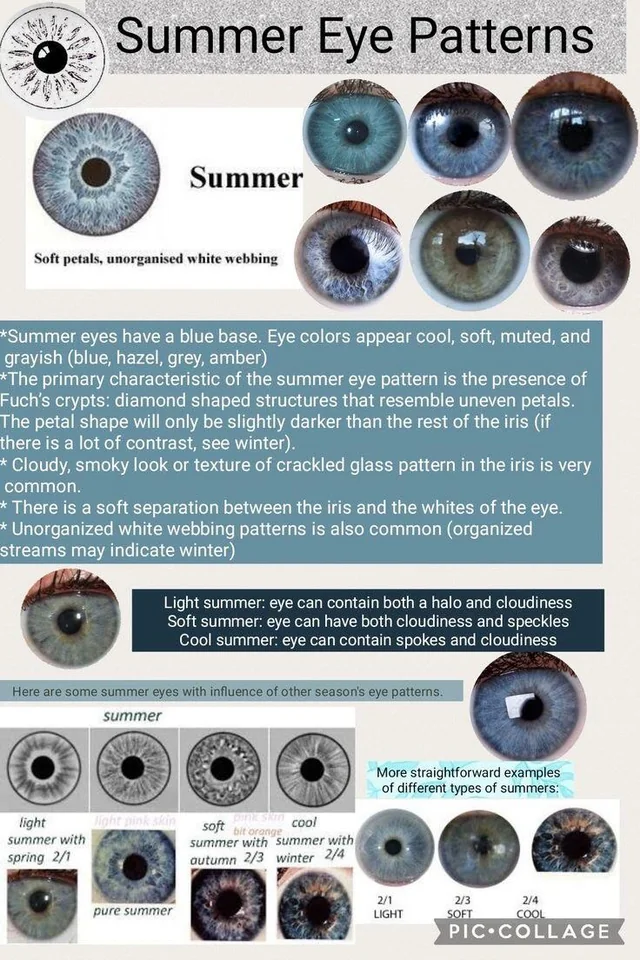 Summer Eye Patterns
Summer
Soft petals, unorganised white webbing
*Summer eyes have a blue base. Eye colors appear cool, soft, muted, and
grayish (blue, hazel, grey, amber)
*The primary characteristic of the summer eye pattern is the presence of
Fuch's crypts: diamond shaped structures that resemble uneven petals.
The petal shape will only be slightly darker than the rest of the iris (if
there is a lot of contrast, see winter).
* Cloudy, smoky look or texture of crackled glass pattern in the iris is very
common.
* There is a soft separation between the iris and the whites of the eye.
* Unorganized white webbing patterns is also common (organized
streams may indicate winter)
Light summer: eye can contain both a halo and cloudiness
Soft summer: eye can have both cloudiness and speckles
Cool summer: eye can contain spokes and cloudiness
Here are some summer eyes with influence of other season's eye patterns.
summer
light
summer with
spring 2/1
light pink skin
pure summer
pink skin
bit orange
soft
summer with
autumn 2/3
cool
summer with
winter 2/4
More straightforward examples
of different types of summers:
2/1
LIGHT
2/3
SOFT
2/4
COOL
PIC•COLLAGE